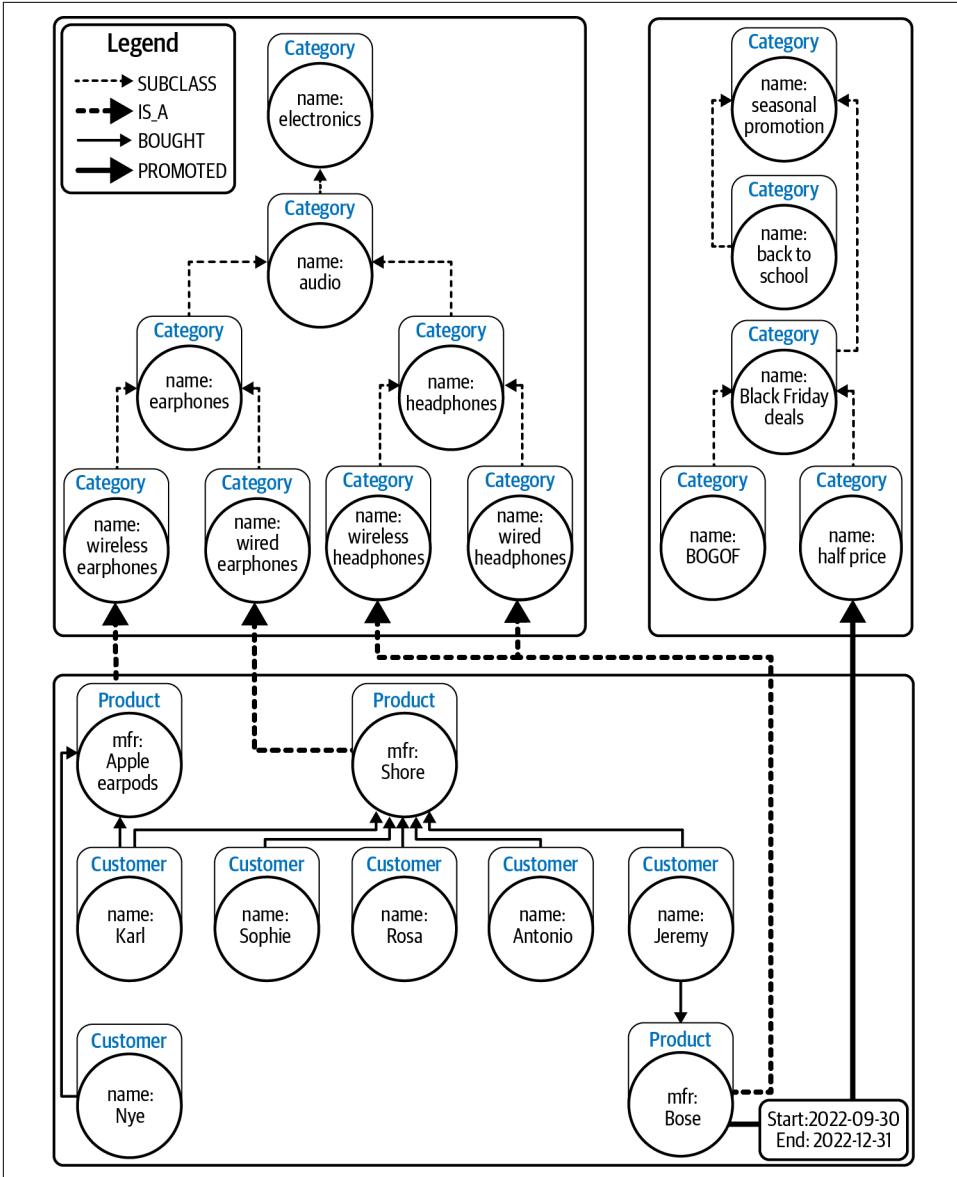 Legend
SUBCLASS
IS_A
BOUGHT
PROMOTED
Category
name:
electronics
Category
name:
audio
Category
name:
earphones
Category
name:
headphones
Category
name:
wireless
earphones
Category
name:
wired
earphones
Category
name:
wireless
headphones
Category
name:
wired
headphones
Category
name:
seasonal
promotion
Category
name:
back to
school
Category
name:
Black Friday
deals
Category
name:
BOGOF
Category
name:
half price
Product
mfr:
Apple
earpods
Product
mfr:
Shore
Customer
name:
Karl
Customer
name:
Sophie
Customer
name:
Rosa
Customer
name:
Antonio
Customer
name:
Jeremy
Customer
name:
Nye
Product
mfr:
Bose
Start:2022-09-30
End: 2022-12-31